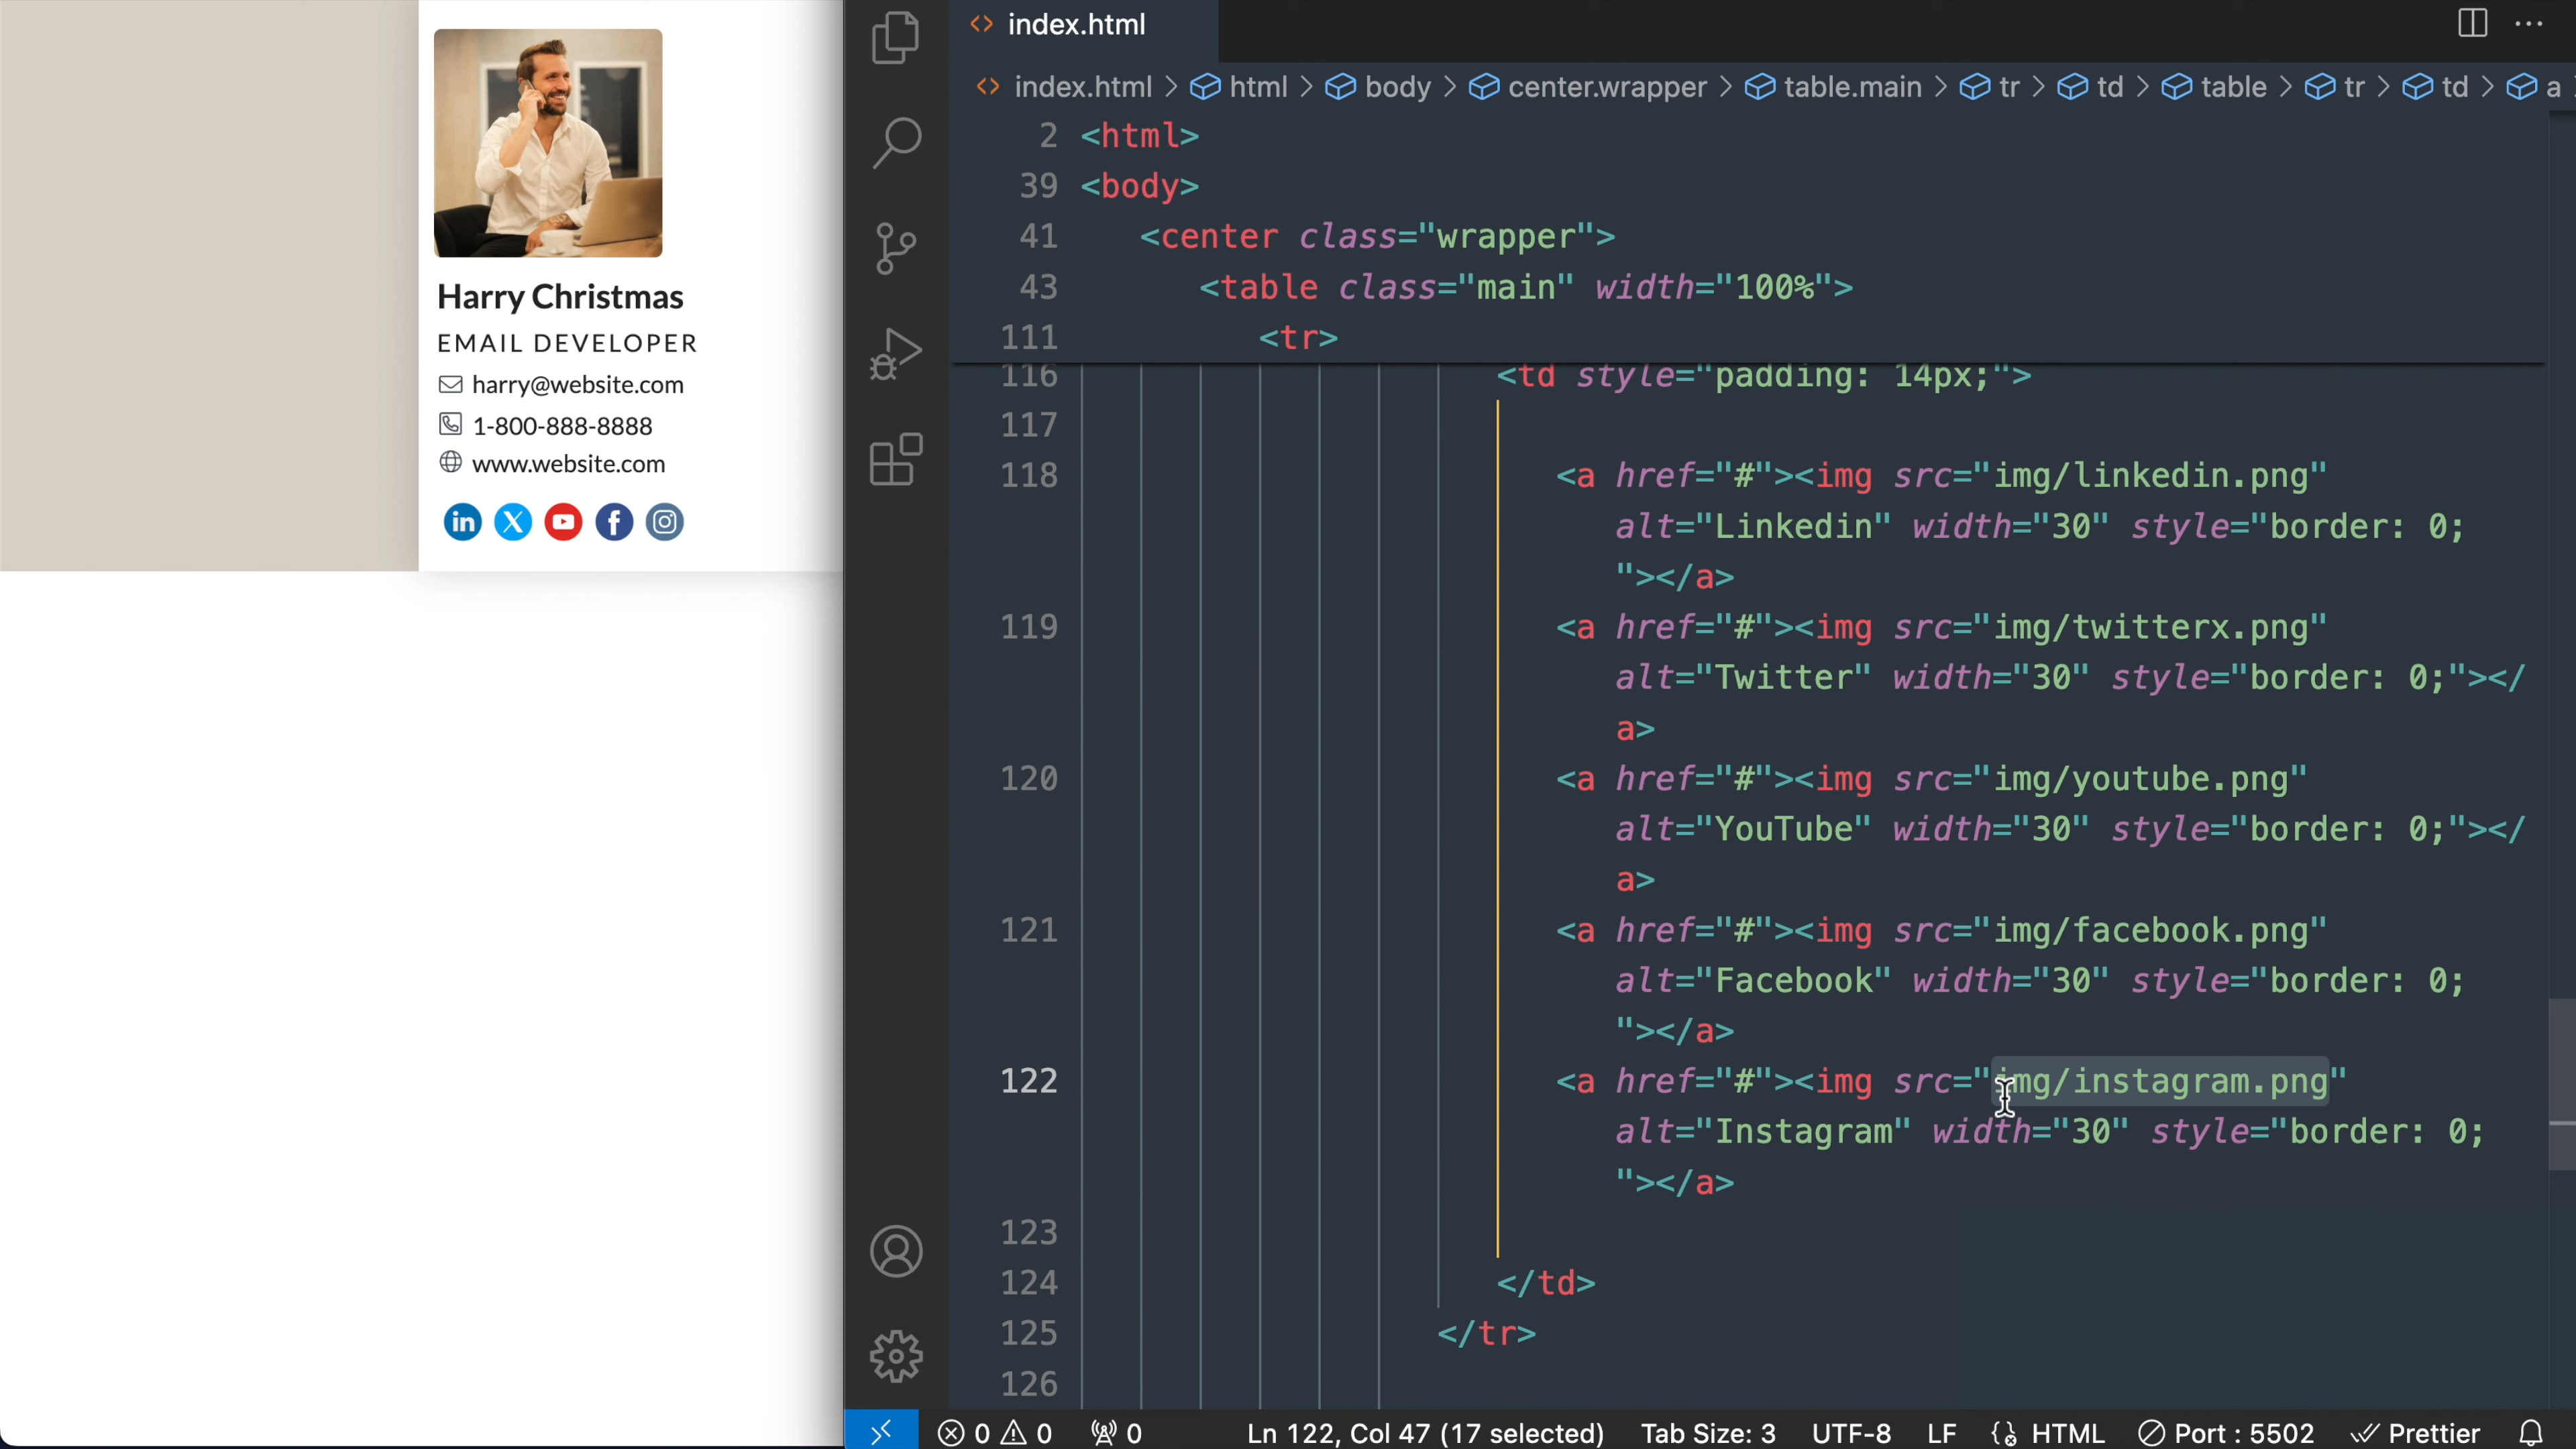 Harry Christmas
EMAIL DEVELOPER
harry@website.com
1-800-888-8888
www.website.com
in X f
index.html
index.html > html > body > center.wrapper > table.main > tr > td > table > tr > td > a
2 <html>
39 <body>
41 <center class="wrapper">
43 <table class="main" width="100%">
111 <tr>
116 <td style="padding: 14px;">
117
118 <a href="#"><img src="img/linkedin.png"
alt="Linkedin" width="30" style="border: 0;
"></a>
119 <a href="#"><img src="img/twitterx.png"
alt="Twitter" width="30" style="border: 0;"></
a>
120 <a href="#"><img src="img/youtube.png"
alt="YouTube" width="30" style="border: 0;"></
a>
121 <a href="#"><img src="img/facebook.png"
alt="Facebook" width="30" style="border: 0;
"></a>
122 <a href="#"><img src="img/instagram.png"
alt="Instagram" width="30" style="border: 0;
"></a>
123
124 </td>
125 </tr>
126
0 0 0 Ln 122, Col 47 (17 selected) Tab Size: 3 UTF-8 LF HTML Port : 5502 Prettier